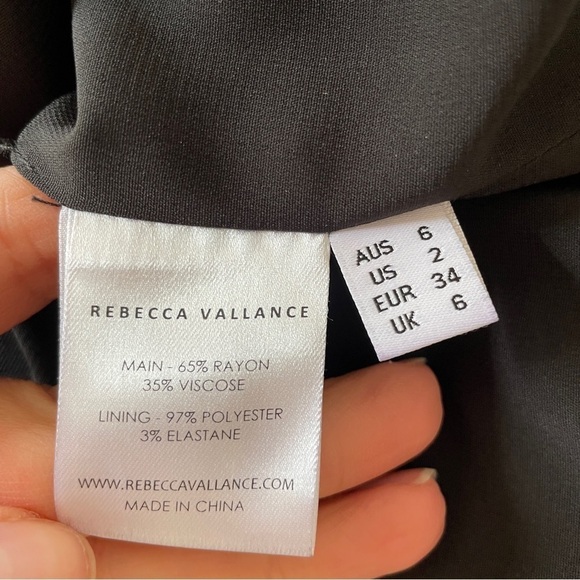 REBECCA VALLANCE
MAIN - 65% RAYON
35% VISCOSE
LINING - 97% POLYESTER
3% ELASTANE
WWW.REBECCAVALLANCE.COM
MADE IN CHINA
AUS 6
US 2
EUR 34
UK 6